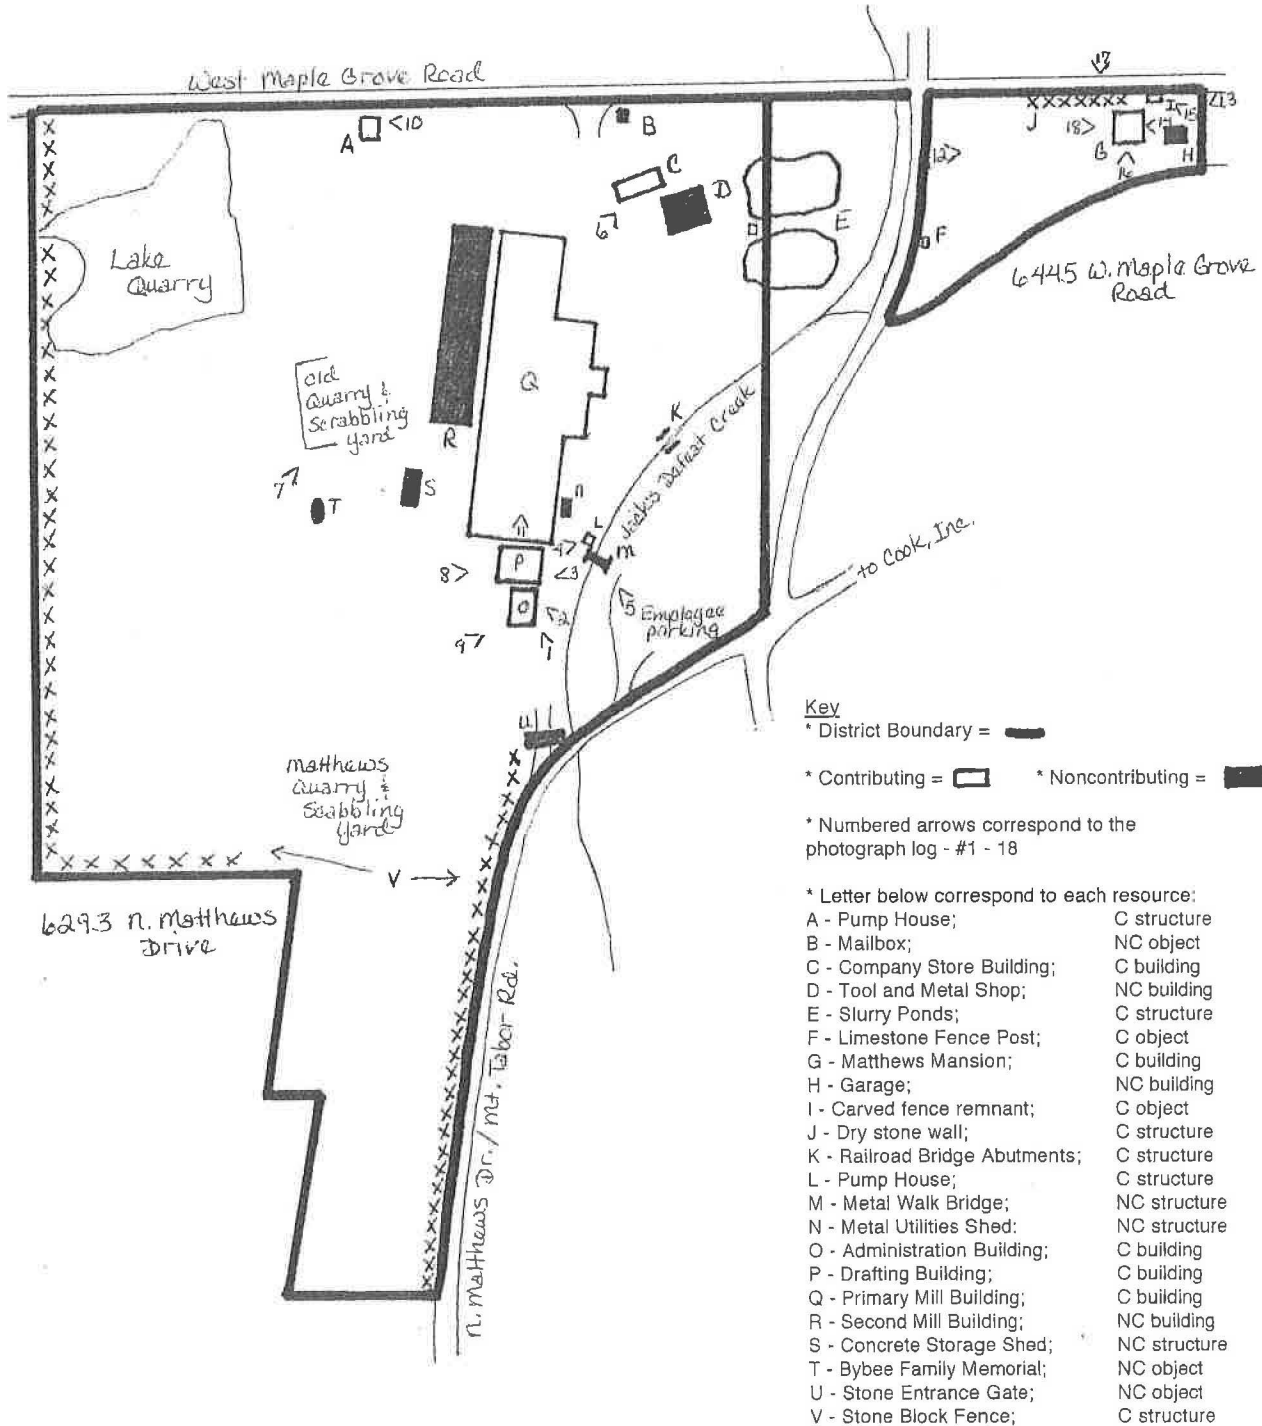 West Maple Grove Road
17
A
<10
B
J
I
15
13
18>
<14
G
16
H
12>
C
D
6
E
F
6445 W. Maple Grove
Road
Lake
Quarry
Old
Quarry &
Scrabbling
Yard
Q
R
K
Jack's Defeat Creek
7
T
S
n
11
4>
L
M
P
8>
<3
to Cook, Inc.
O
2
5
Employee
parking
9
1
U
Matthews
Quarry &
Scabbling
Yard
V
6293 N. Matthews
Drive
N. Matthews Dr. / Mt. Tabor Rd.
Key
* District Boundary =
* Contributing = * Noncontributing =
* Numbered arrows correspond to the
photograph log - #1 - 18
* Letter below correspond to each resource:
A - Pump House; C structure
B - Mailbox; NC object
C - Company Store Building; C building
D - Tool and Metal Shop; NC building
E - Slurry Ponds; C structure
F - Limestone Fence Post; C object
G - Matthews Mansion; C building
H - Garage; NC building
I - Carved fence remnant; C object
J - Dry stone wall; C structure
K - Railroad Bridge Abutments; C structure
L - Pump House; C structure
M - Metal Walk Bridge; NC structure
N - Metal Utilities Shed: NC structure
O - Administration Building; C building
P - Drafting Building; C building
Q - Primary Mill Building; C building
R - Second Mill Building; NC building
S - Concrete Storage Shed; NC structure
T - Bybee Family Memorial; NC object
U - Stone Entrance Gate; NC object
V - Stone Block Fence; C structure